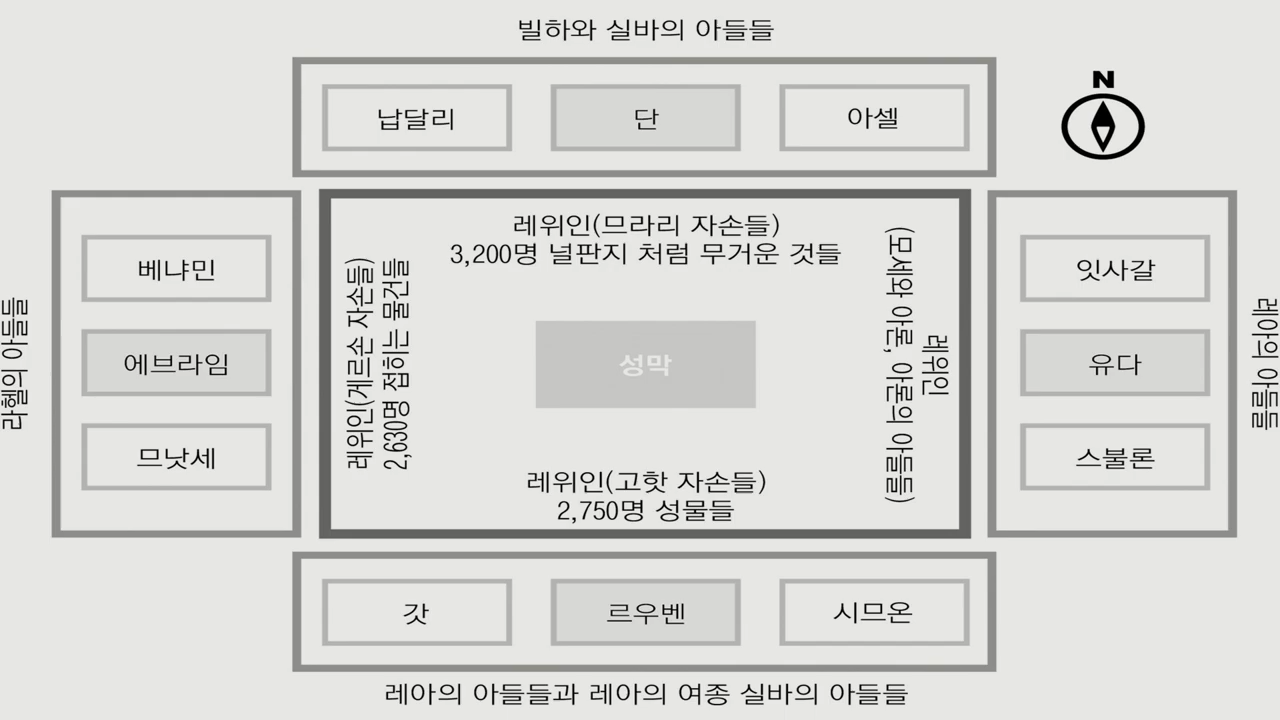 빌하와 실바의 아들들
납달리
단
아셀
N
레위인(므라리 자손들)
3,200명 널판지 처럼 무거운 것들
라헬의 아들들
베냐민
에브라임
므낫세
레위인(게르손 자손들)
2,630명 접히는 물건들
성막
레위인
(모세와 아론, 아론의 아들들)
잇사갈
유다
스불론
레아의 아들들
레위인(고핫 자손들)
2,750명 성물들
갓
르우벤
시므온
레아의 아들들과 레아의 여종 실바의 아들들